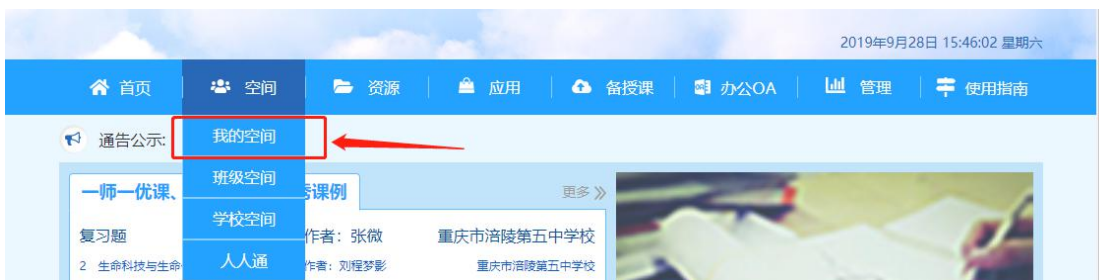 2019年9月28日 15:46:02 星期六
首页 空间 资源 应用 备授课 办公OA 管理 使用指南
通告公示:
我的空间
班级空间
学校空间
人人通
一师一优课、
课例
更多
复习题
作者：张微
重庆市涪陵第五中学校
2 生命科技与生命
作者：刘程梦影
重庆市涪陵第五中学校